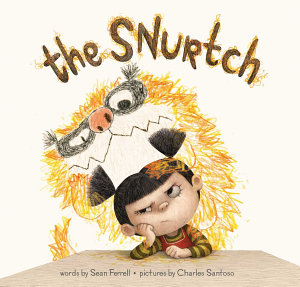 the SNURtCH
words by Sean Ferrell • pictures by Charles Santoso